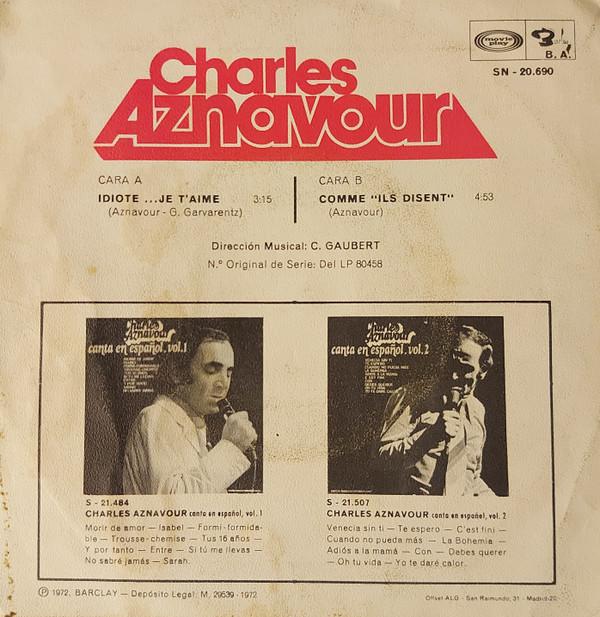 movie
play
B.A.
SN - 20.690
Charles
Aznavour
CARA A
IDIOTE ...JE T'AIME 3:15
(Aznavour - G. Garvarentz)
CARA B
COMME "ILS DISENT" 4:53
(Aznavour)
Dirección Musical: C. GAUBERT
N.º Original de Serie: Del LP 80458
Charles
Aznavour
canta en español, vol.1
Charles
Aznavour
canta en español, vol.2
S - 21.484
CHARLES AZNAVOUR canta en español, vol. 1
Morir de amor — Isabel — Formi-formida-
ble — Trousse-chemise — Tus 16 años —
Y por tanto — Entre — Si tú me llevas —
No sabré jamás — Sarah.
S - 21.507
CHARLES AZNAVOUR canta en español, vol. 2
Venecia sin ti — Te espero — C'est fini —
Cuando no pueda más — La Bohemia —
Adiós a la mamá — Con — Debes querer
— Oh tu vida — Yo te daré calor.
Ⓟ 1972, BARCLAY — Depósito Legal: M. 29539 - 1972
Offset ALG - San Raimundo, 31 - Madrid-20